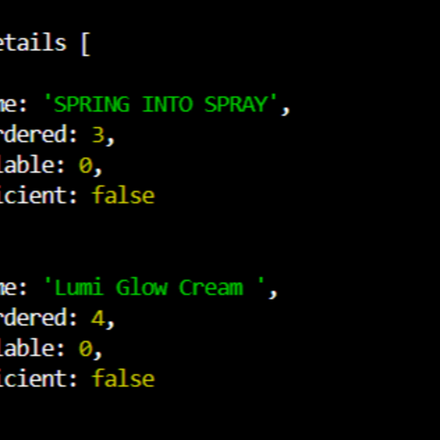 etails [
me: 'SPRING INTO SPRAY',
rdered: 3,
lable: 0,
icient: false
me: 'Lumi Glow Cream ',
rdered: 4,
lable: 0,
icient: false